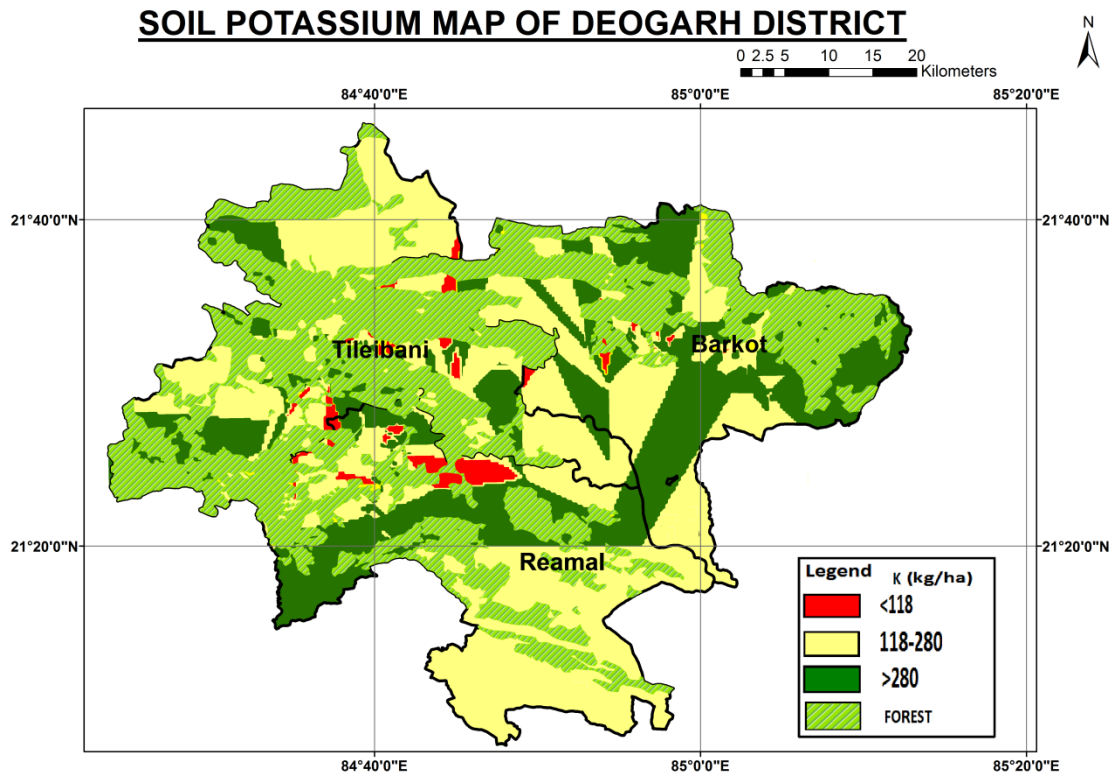 SOIL POTASSIUM MAP OF DEOGARH DISTRICT
N
0 2.5 5 10 15 20
Kilometers
84°40'0"E 85°0'0"E 85°20'0"E
21°40'0"N 21°40'0"N
Tileibani Barkot
21°20'0"N 21°20'0"N
Reamal
Legend K (kg/ha)
<118
118-280
>280
FOREST
84°40'0"E 85°0'0"E 85°20'0"E